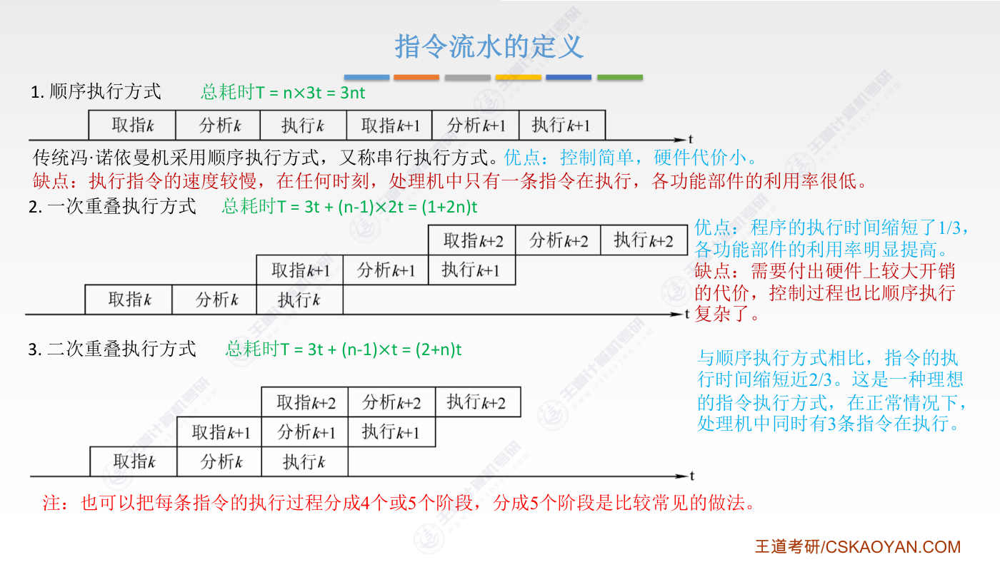 指令流水的定义
1. 顺序执行方式 总耗时T = n×3t = 3nt
取指k 分析k 执行k 取指k+1 分析k+1 执行k+1
t
传统冯·诺依曼机采用顺序执行方式，又称串行执行方式。优点：控制简单，硬件代价小。
缺点：执行指令的速度较慢，在任何时刻，处理机中只有一条指令在执行，各功能部件的利用率很低。
2. 一次重叠执行方式 总耗时T = 3t + (n-1)×2t = (1+2n)t
取指k+2 分析k+2 执行k+2
取指k+1 分析k+1 执行k+1
取指k 分析k 执行k
t
优点：程序的执行时间缩短了1/3，
各功能部件的利用率明显提高。
缺点：需要付出硬件上较大开销
的代价，控制过程也比顺序执行
复杂了。
3. 二次重叠执行方式 总耗时T = 3t + (n-1)×t = (2+n)t
取指k+2 分析k+2 执行k+2
取指k+1 分析k+1 执行k+1
取指k 分析k 执行k
t
与顺序执行方式相比，指令的执
行时间缩短近2/3。这是一种理想
的指令执行方式，在正常情况下，
处理机中同时有3条指令在执行。
注：也可以把每条指令的执行过程分成4个或5个阶段，分成5个阶段是比较常见的做法。
王道考研/CSKAOYAN.COM
王道计算机考研